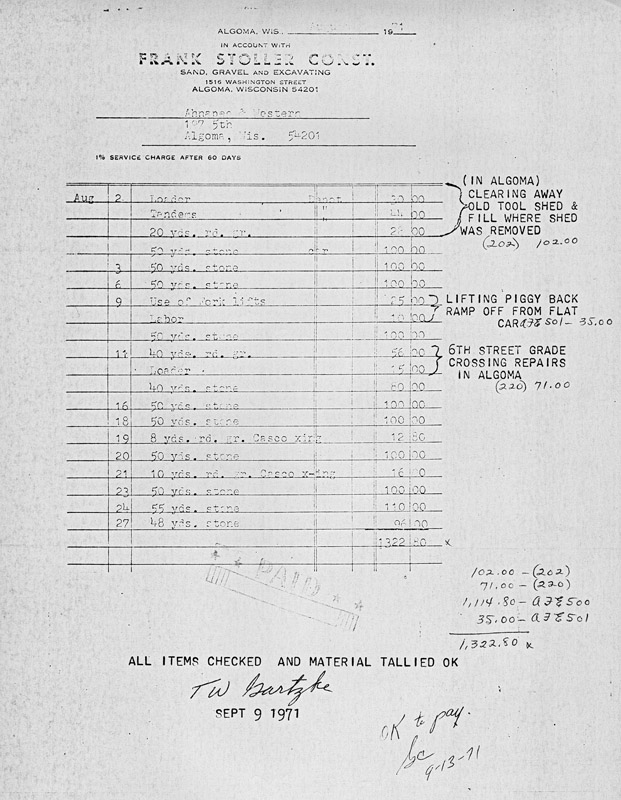 ALGOMA, WIS., 1971
IN ACCOUNT WITH
FRANK STOLLER CONST.
SAND, GRAVEL AND EXCAVATING
1516 WASHINGTON STREET
ALGOMA, WISCONSIN 54201
Ahnapee & Western
5th
Algoma, Wis. 54201
1% SERVICE CHARGE AFTER 60 DAYS
Aug 2 Loader Depot 30 00
Tandems " 44 00
20 yds. rd. gr. " 28 00
50 yds. stone car 100 00
3 50 yds. stone 100 00
6 50 yds. stone 100 00
9 Use of Fork lifts 25 00
Labor 10 00
50 yds. stone 100 00
11 40 yds. rd. gr. 56 00
Loader 15 00
40 yds. stone 80 00
16 50 yds. stone 100 00
18 50 yds. stone 100 00
19 8 yds. rd. gr. Casco xing 12 80
20 50 yds. stone 100 00
21 10 yds. rd. gr. Casco x-ing 16 00
23 50 yds. stone 100 00
24 55 yds. stone 110 00
27 48 yds. stone 96 00
1322 80 x
(IN ALGOMA)
CLEARING AWAY
OLD TOOL SHED &
FILL WHERE SHED
WAS REMOVED
(202) 102.00
LIFTING PIGGY BACK
RAMP OFF FROM FLAT
CAR AFE 501 - 35.00
6TH STREET GRADE
CROSSING REPAIRS
IN ALGOMA
(220) 71.00
PAID
102.00 - (202)
71.00 - (220)
1,114.80 - AFE 500
35.00 - AFE 501
1,322.80 x
ALL ITEMS CHECKED AND MATERIAL TALLIED OK
TW Gartzke
SEPT 9 1971
OK to pay.
9-13-71